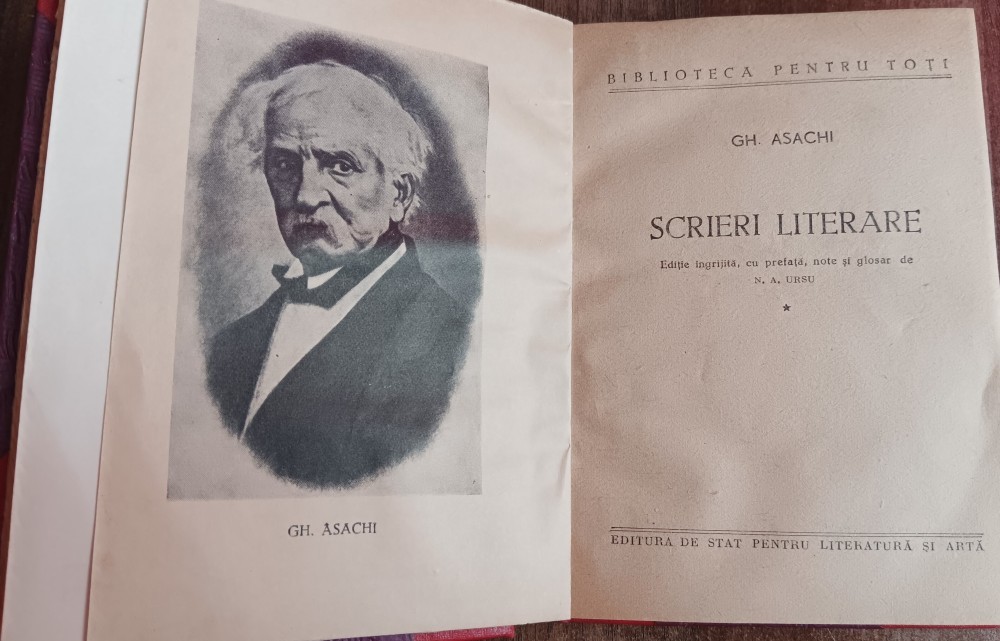 GH. ASACHI
BIBLIOTECA PENTRU TOȚI
GH. ASACHI
SCRIERI LITERARE
Ediție îngrijită, cu prefață, note și glosar de
N. A. URSU
*
EDITURA DE STAT PENTRU LITERATURĂ ȘI ARTĂ